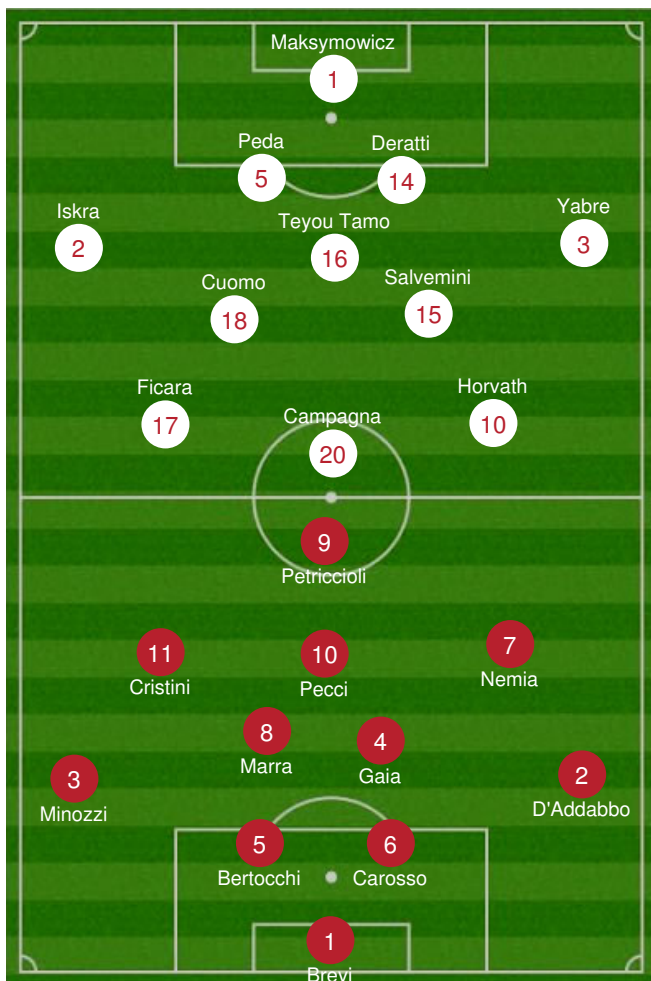 Maksymowicz
1
Peda
Deratti
5
14
Iskra
Yabre
Teyou Tamo
2
3
16
Cuomo
Salvemini
18
15
Ficara
Horvath
Campagna
17
10
20
9
Petriccioli
11
10
7
Cristini
Pecci
Nemia
8
4
Marra
Gaia
3
2
Minozzi
D'Addabbo
5
6
Bertocchi
Carosso
1
Brevi